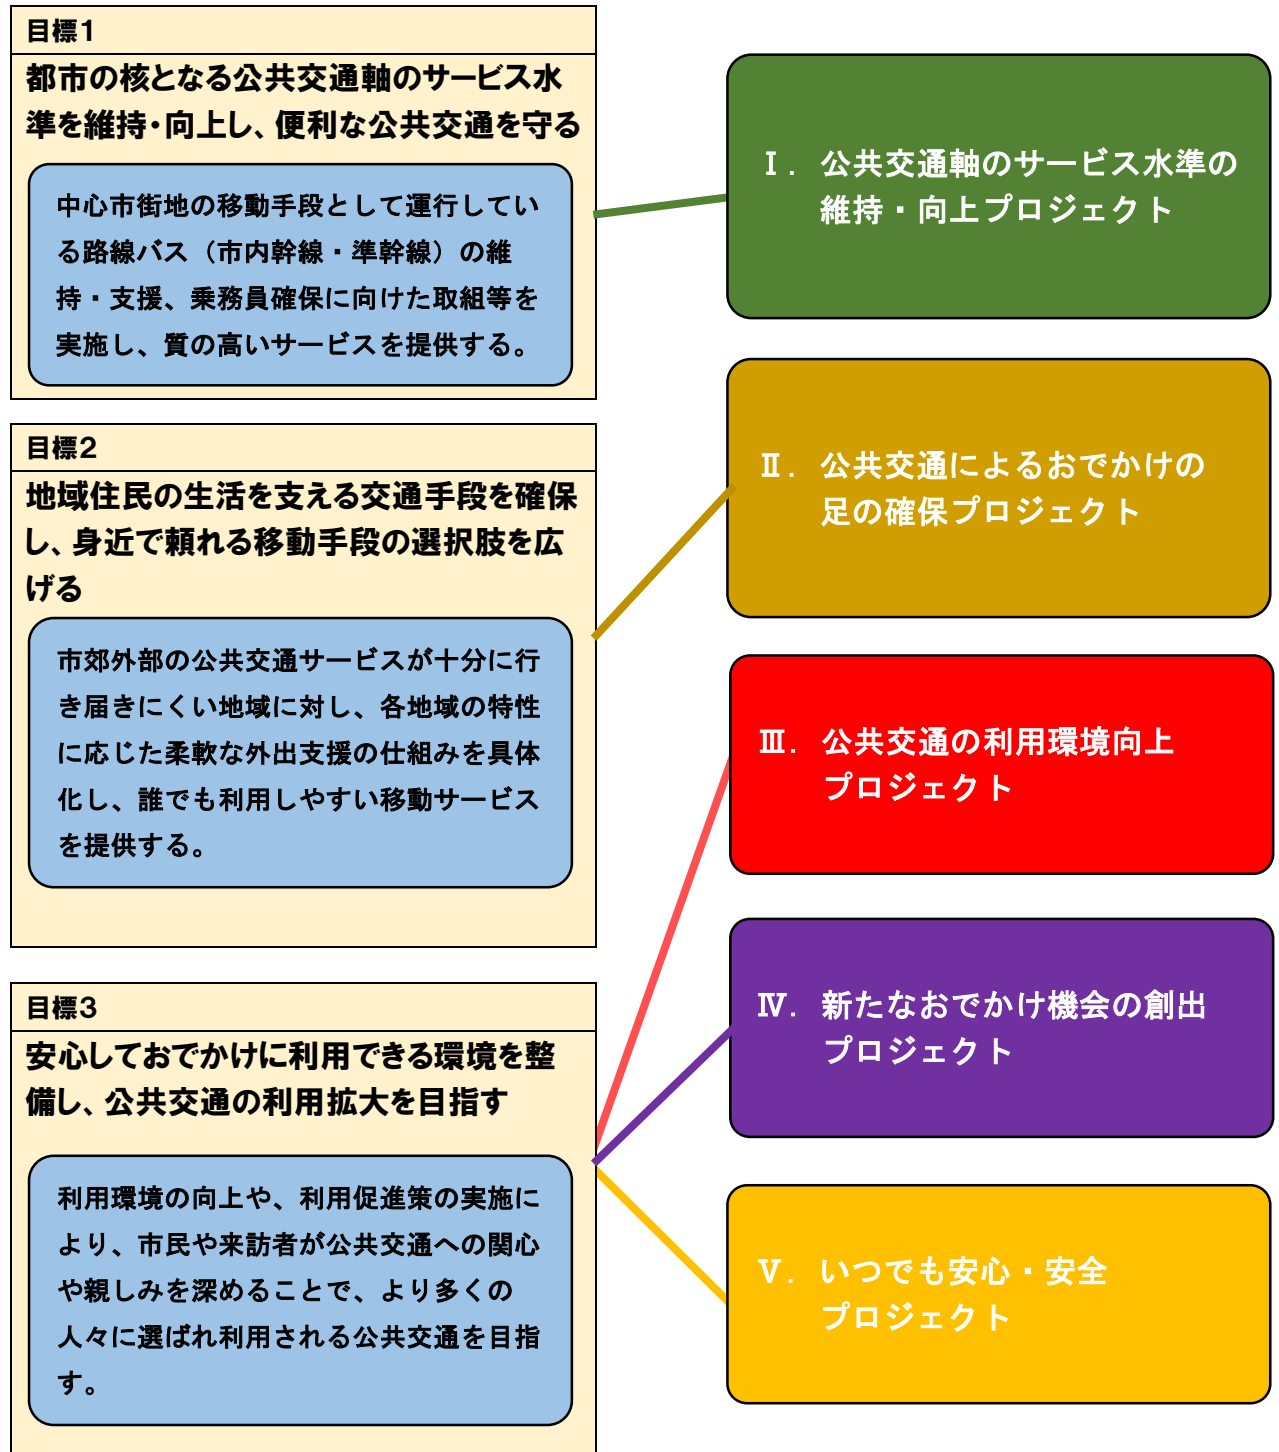 目標1
都市の核となる公共交通軸のサービス水
準を維持・向上し、便利な公共交通を守る
中心市街地の移動手段として運行してい
る路線バス（市内幹線・準幹線）の維
持・支援、乗務員確保に向けた取組等を
実施し、質の高いサービスを提供する。
目標2
地域住民の生活を支える交通手段を確保
し、身近で頼れる移動手段の選択肢を広
げる
市郊外部の公共交通サービスが十分に行
き届きにくい地域に対し、各地域の特性
に応じた柔軟な外出支援の仕組みを具体
化し、誰でも利用しやすい移動サービス
を提供する。
目標3
安心しておでかけに利用できる環境を整
備し、公共交通の利用拡大を目指す
利用環境の向上や、利用促進策の実施に
より、市民や来訪者が公共交通への関心
や親しみを深めることで、より多くの
人々に選ばれ利用される公共交通を目指
す。
Ⅰ．公共交通軸のサービス水準の
維持・向上プロジェクト
Ⅱ．公共交通によるおでかけの
足の確保プロジェクト
Ⅲ．公共交通の利用環境向上
プロジェクト
Ⅳ．新たなおでかけ機会の創出
プロジェクト
Ⅴ．いつでも安心・安全
プロジェクト